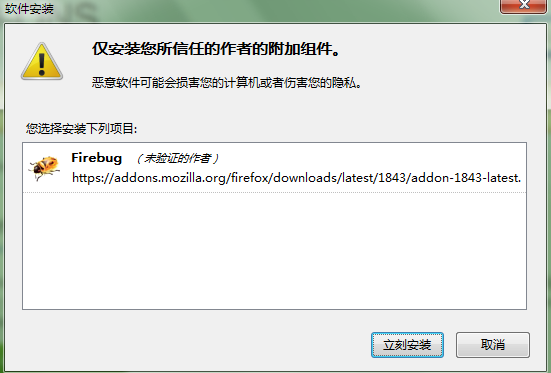 软件安装
仅安装您所信任的作者的附加组件。
恶意软件可能会损害您的计算机或者伤害您的隐私。
您选择安装下列项目:
Firebug （未验证的作者）
https://addons.mozilla.org/firefox/downloads/latest/1843/addon-1843-latest.
立刻安装 取消